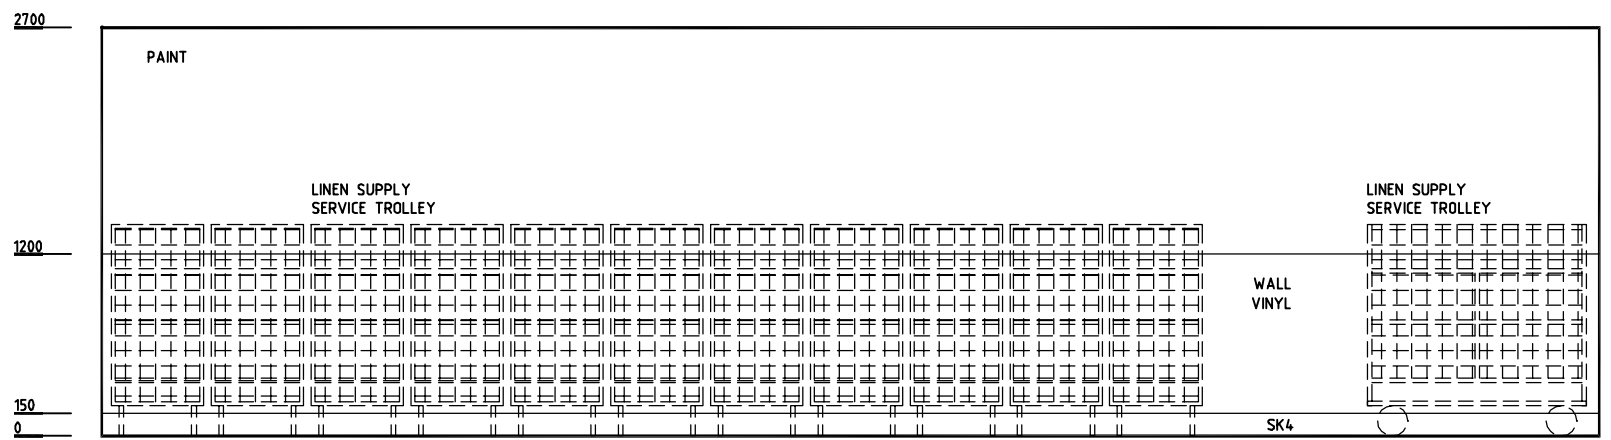 2700
PAINT
LINEN SUPPLY
SERVICE TROLLEY
LINEN SUPPLY
SERVICE TROLLEY
1200
WALL
VINYL
150
0
SK4